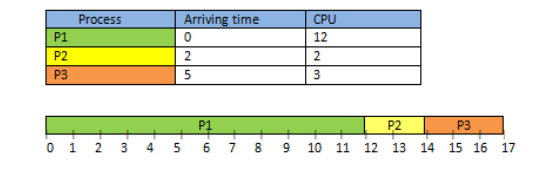 Process Arriving time CPU
P1 0 12
P2 2 2
P3 5 3
P1 P2 P3
0 1 2 3 4 5 6 7 8 9 10 11 12 13 14 15 16 17